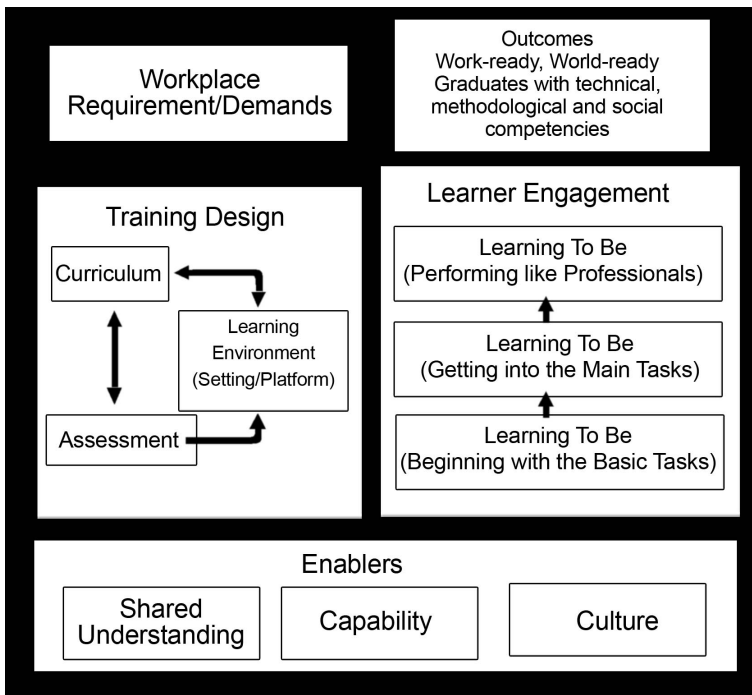 Workplace
Requirement/Demands
Outcomes
Work-ready, World-ready
Graduates with technical,
methodological and social
competencies
Training Design
Curriculum
Learning
Environment
(Setting/Platform)
Assessment
Learner Engagement
Learning To Be
(Performing like Professionals)
Learning To Be
(Getting into the Main Tasks)
Learning To Be
(Beginning with the Basic Tasks)
Enablers
Shared
Understanding
Capability
Culture